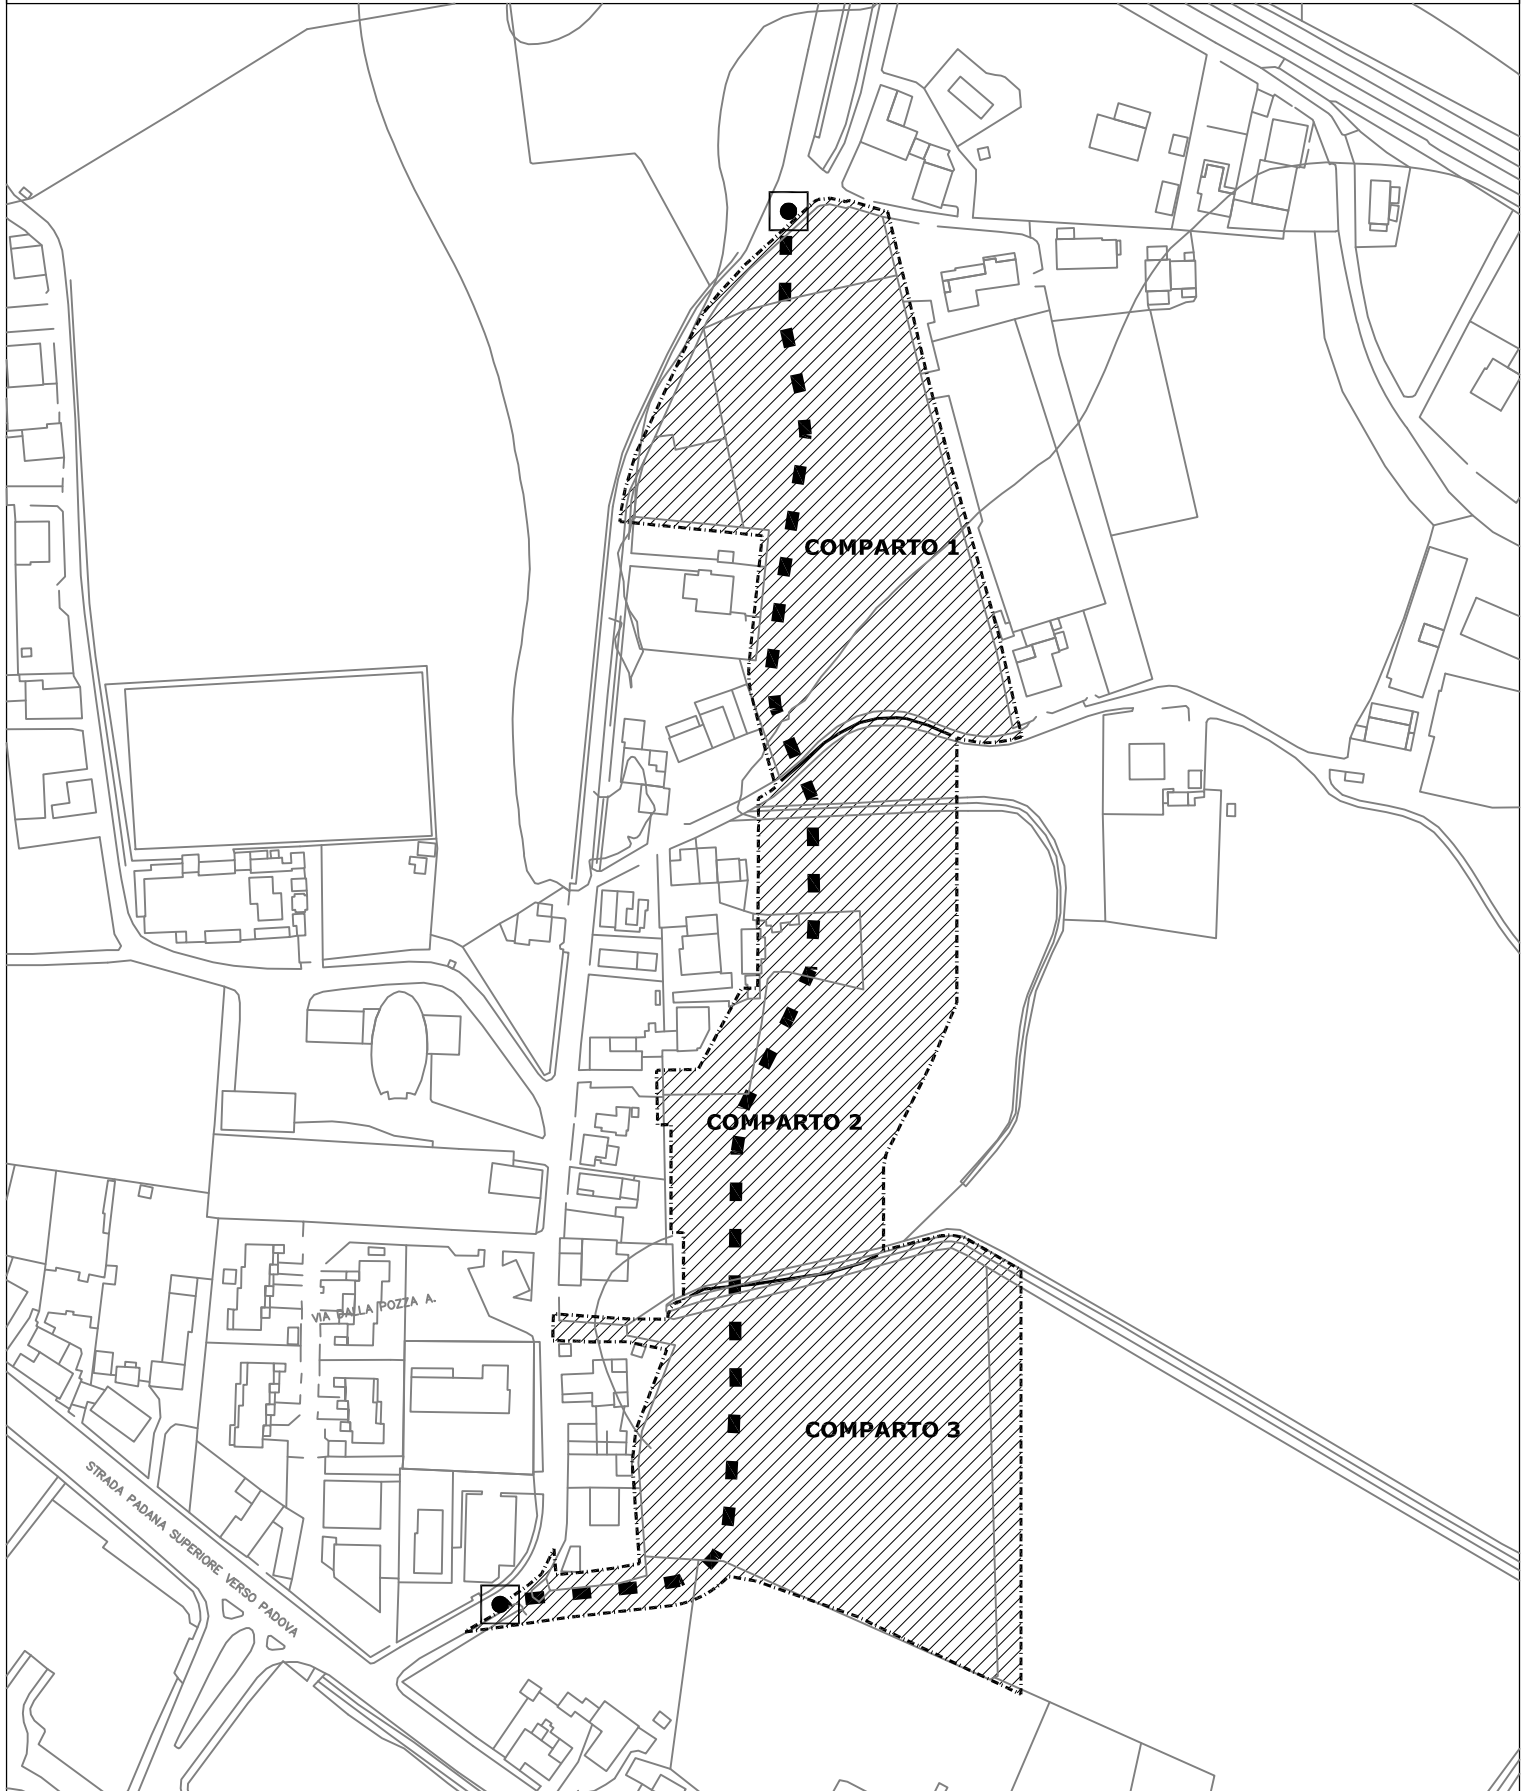 COMPARTO 1
COMPARTO 2
VIA DALLA POZZA A.
COMPARTO 3
STRADA PADANA SUPERIORE VERSO PADOVA